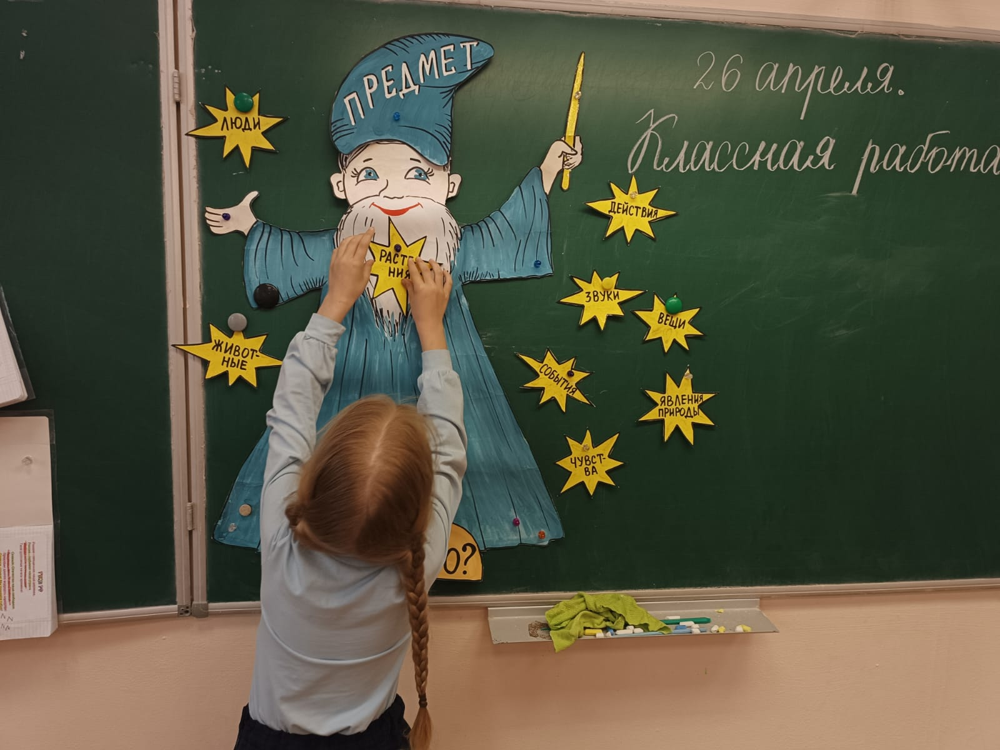 ПРЕДМЕТ
26 апреля.
Классная работа
ЛЮДИ
ДЕЙСТВИЯ
РАСТЕ
НИЯ
ЗВУКИ
ВЕЩИ
ЖИВОТ-
НЫЕ
СОБЫТИЯ
ЯВЛЕНИЯ
ПРИРОДЫ
ЧУВСТ-
ВА
О?